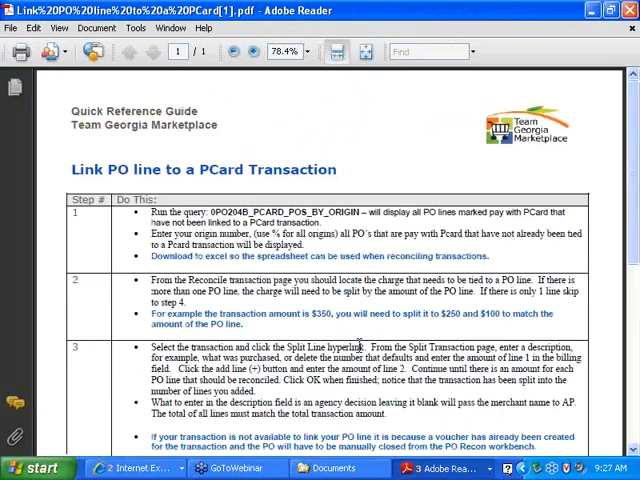 Link%20PO%20line%20to%20a%20PCard[1].pdf - Adobe Reader
File Edit View Document Tools Window Help
1 / 1 78.4% Find
Quick Reference Guide
Team Georgia Marketplace
Team
Georgia
Marketplace
Link PO line to a PCard Transaction
Step # Do This:
1
• Run the query: 0PO204B_PCARD_POS_BY_ORIGIN – will display all PO lines marked pay with PCard that
have not been linked to a PCard transaction.
• Enter your origin number, (use % for all origins) all PO's that are pay with Pcard that have not already been tied
to a Pcard transaction will be displayed.
• Download to excel so the spreadsheet can be used when reconciling transactions.
2
• From the Reconcile transaction page you should locate the charge that needs to be tied to a PO line. If there is
more than one PO line, the charge will need to be split by the amount of the PO line. If there is only 1 line skip
to step 4.
• For example the transaction amount is $350, you will need to split it to $250 and $100 to match the
amount of the PO line.
3
• Select the transaction and click the Split Line hyperlink. From the Split Transaction page, enter a description,
for example, what was purchased, or delete the number that defaults and enter the amount of line 1 in the billing
field. Click the add line (+) button and enter the amount of line 2. Continue until there is an amount for each
PO line that should be reconciled. Click OK when finished; notice that the transaction has been split into the
number of lines you added.
• What to enter in the description field is an agency decision leaving it blank will pass the merchant name to AP.
The total of all lines must match the total transaction amount.
• If your transaction is not available to link your PO line it is because a voucher has already been created
for the transaction and the PO will have to be manually closed from the PO Recon workbench.
start 2 Internet Ex... GoToWebinar Documents 3 Adobe Rea... 9:27 AM